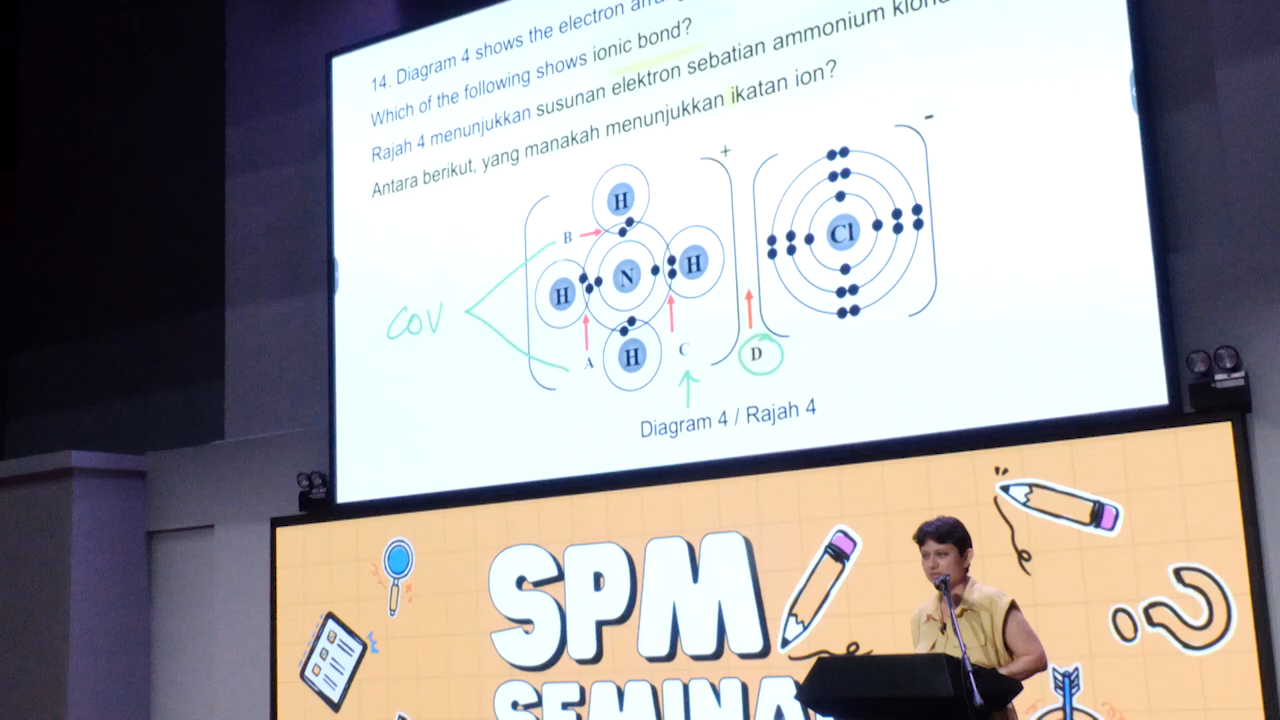 14. Diagram 4 shows the electron
Which of the following shows ionic bond?
Rajah 4 menunjukkan susunan elektron sebatian ammonium
Antara berikut, yang manakah menunjukkan ikatan ion?
+
-
H
B
Cl
COV
H
N
H
A
H
C
D
Diagram 4 / Rajah 4
SPM